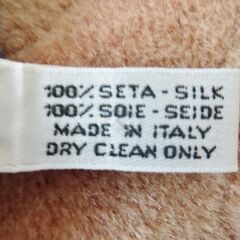 100% SETA - SILK
100% SOIE - SEIDE
MADE IN ITALY
DRY CLEAN ONLY